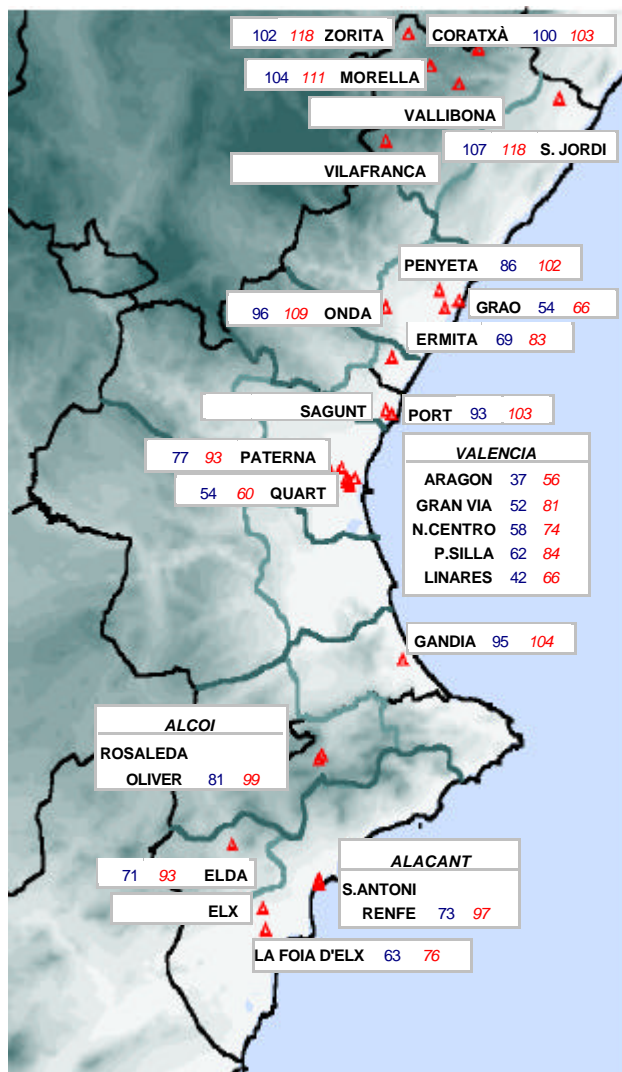 102 118 ZORITA
CORATXÀ 100 103
104 111 MORELLA
VALLIBONA
107 118 S. JORDI
VILAFRANCA
PENYETA 86 102
96 109 ONDA
GRAO 54 66
ERMITA 69 83
SAGUNT
PORT 93 103
77 93 PATERNA
54 60 QUART
VALENCIA
ARAGON 37 56
GRAN VIA 52 81
N.CENTRO 58 74
P.SILLA 62 84
LINARES 42 66
GANDIA 95 104
ALCOI
ROSALEDA
OLIVER 81 99
71 93 ELDA
ELX
ALACANT
S.ANTONI
RENFE 73 97
LA FOIA D'ELX 63 76